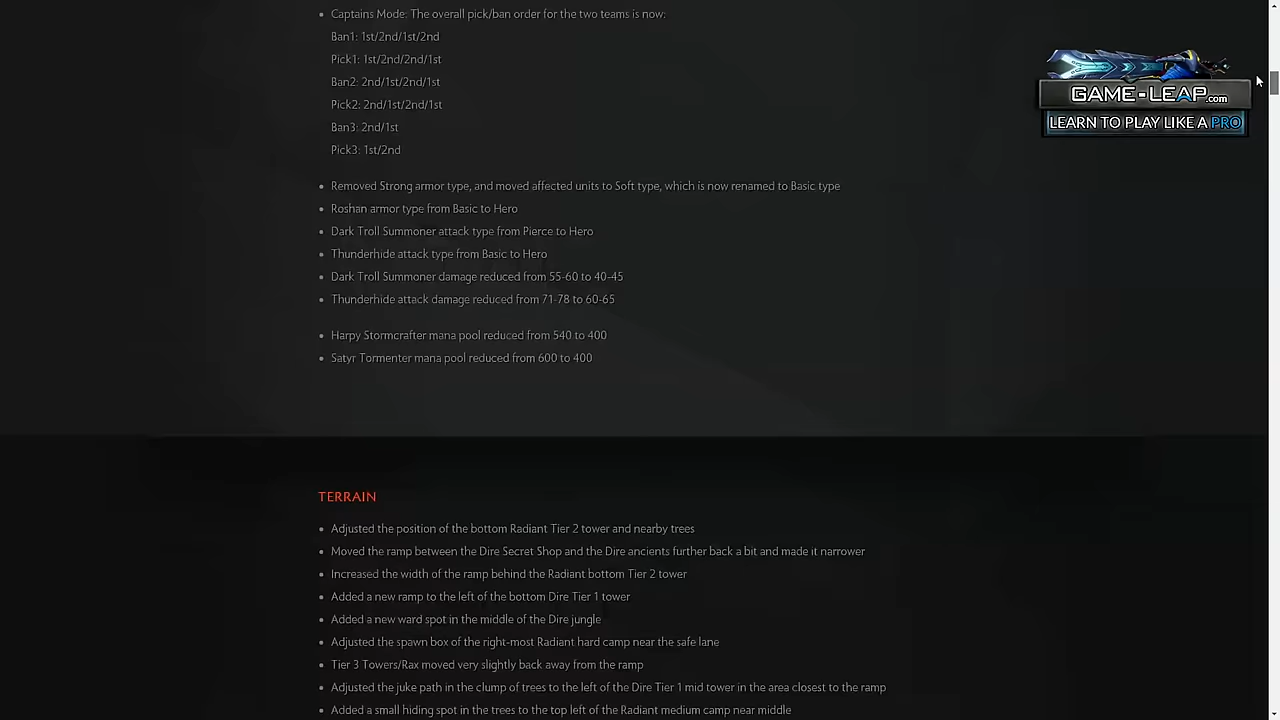 Captains Mode: The overall pick/ban order for the two teams is now:
Ban1: 1st/2nd/1st/2nd
Pick1: 1st/2nd/2nd/1st
Ban2: 2nd/1st/2nd/1st
Pick2: 2nd/1st/2nd/1st
Ban3: 2nd/1st
Pick3: 1st/2nd
GAME-LEAP.com
LEARN TO PLAY LIKE A PRO
Removed Strong armor type, and moved affected units to Soft type, which is now renamed to Basic type
Roshan armor type from Basic to Hero
Dark Troll Summoner attack type from Pierce to Hero
Thunderhide attack type from Basic to Hero
Dark Troll Summoner damage reduced from 55-60 to 40-45
Thunderhide attack damage reduced from 71-78 to 60-65
Harpy Stormcrafter mana pool reduced from 540 to 400
Satyr Tormenter mana pool reduced from 600 to 400
TERRAIN
Adjusted the position of the bottom Radiant Tier 2 tower and nearby trees
Moved the ramp between the Dire Secret Shop and the Dire ancients further back a bit and made it narrower
Increased the width of the ramp behind the Radiant bottom Tier 2 tower
Added a new ramp to the left of the bottom Dire Tier 1 tower
Added a new ward spot in the middle of the Dire jungle
Adjusted the spawn box of the right-most Radiant hard camp near the safe lane
Tier 3 Towers/Rax moved very slightly back away from the ramp
Adjusted the juke path in the clump of trees to the left of the Dire Tier 1 mid tower in the area closest to the ramp
Added a small hiding spot in the trees to the top left of the Radiant medium camp near middle